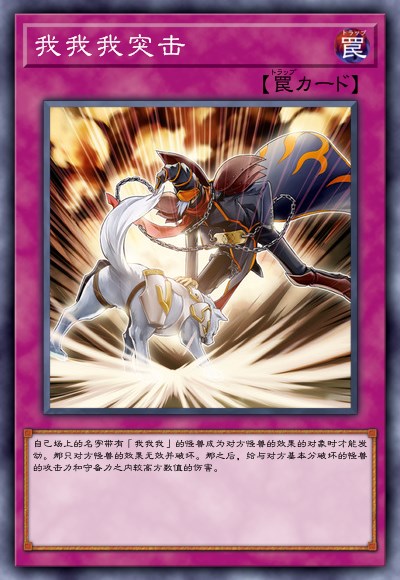 我我我突击
トラップ
罠
トラップ
【罠カード】
自己场上的名字带有「我我我」的怪兽成为对方怪兽的效果的对象时才能发
动。那只对方怪兽的效果无效并破坏。那之后，给与对方基本分破坏的怪兽
的攻击力和守备力之内较高方数值的伤害。